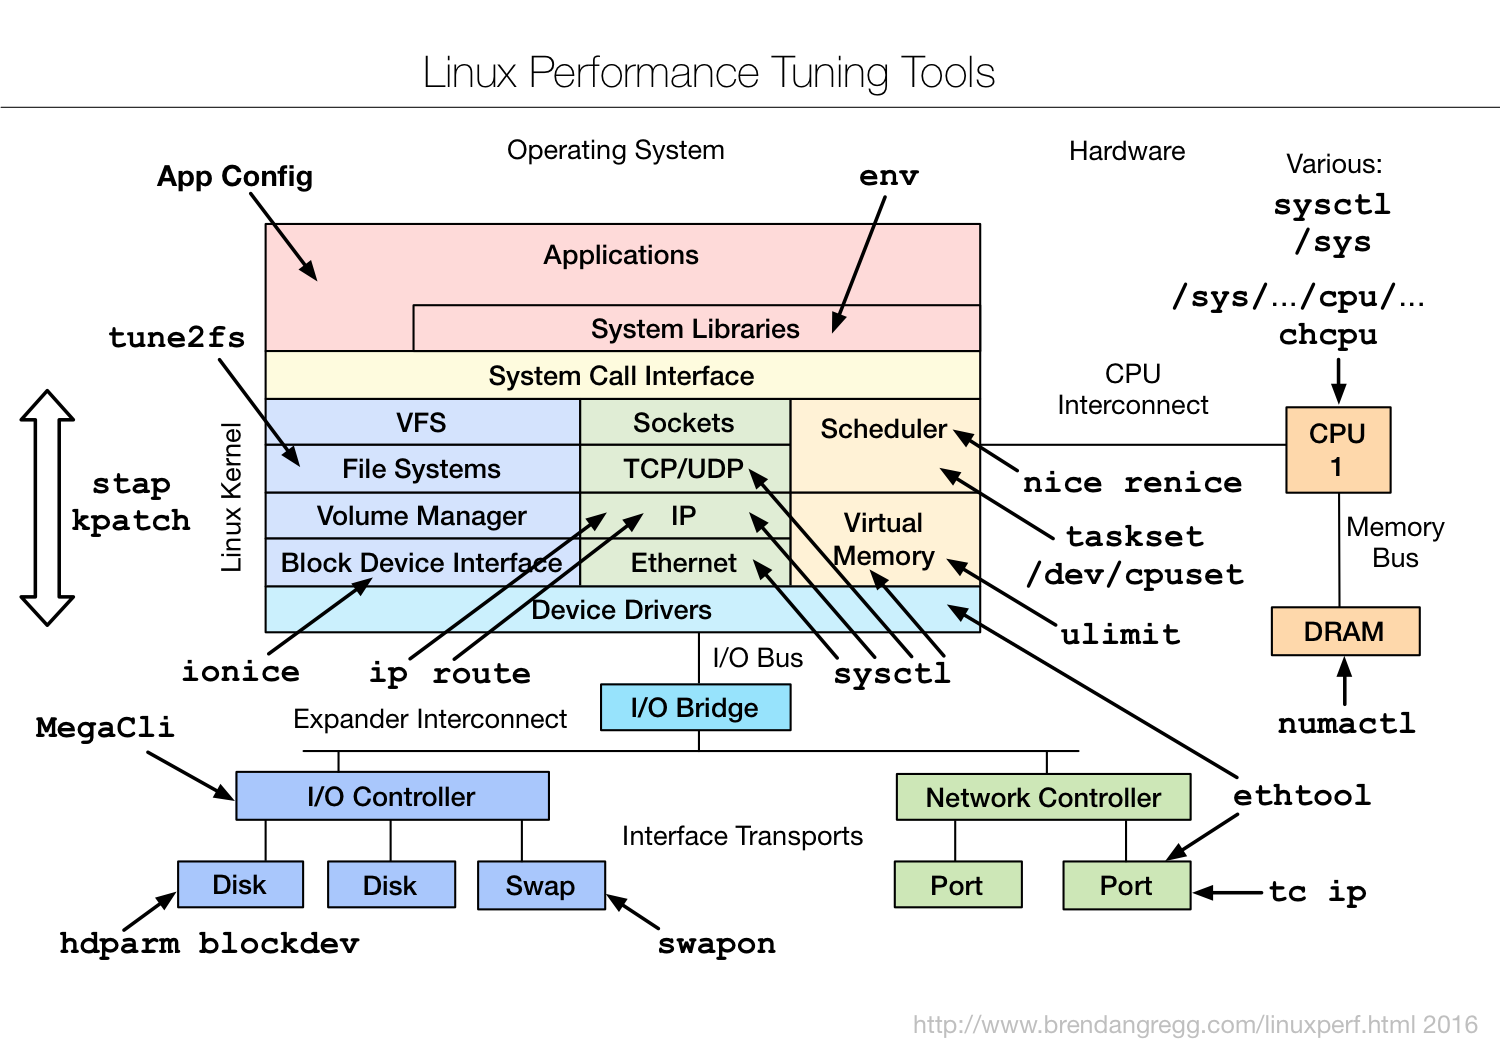 Linux Performance Tuning Tools
Operating System
Hardware
Various:
sysctl
/sys
/sys/.../cpu/...
chcpu
App Config
env
Applications
System Libraries
tune2fs
System Call Interface
CPU
Interconnect
VFS
Sockets
Scheduler
CPU
1
File Systems
TCP/UDP
nice renice
stap
kpatch
Linux Kernel
Volume Manager
IP
Virtual
Memory
taskset
/dev/cpuset
Memory
Bus
Block Device Interface
Ethernet
Device Drivers
ulimit
DRAM
ionice
ip route
I/O Bus
sysctl
numactl
MegaCli
Expander Interconnect
I/O Bridge
I/O Controller
Network Controller
ethtool
Interface Transports
Disk
Disk
Swap
Port
Port
tc ip
hdparm blockdev
swapon
http://www.brendangregg.com/linuxperf.html 2016